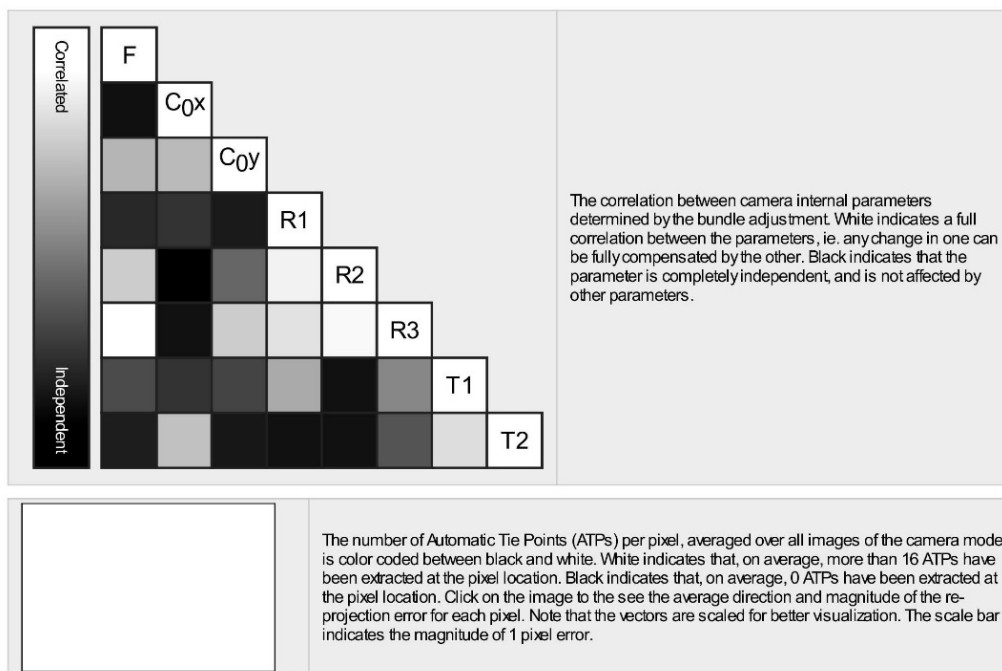 Correlated
Independent
F
C0x
C0y
R1
R2
R3
T1
T2
The correlation between camera internal parameters
determined by the bundle adjustment. White indicates a full
correlation between the parameters, ie. any change in one can
be fully compensated by the other. Black indicates that the
parameter is completely independent, and is not affected by
other parameters.
The number of Automatic Tie Points (ATPs) per pixel, averaged over all images of the camera mode
is color coded between black and white. White indicates that, on average, more than 16 ATPs have
been extracted at the pixel location. Black indicates that, on average, 0 ATPs have been extracted at
the pixel location. Click on the image to the see the average direction and magnitude of the re-
projection error for each pixel. Note that the vectors are scaled for better visualization. The scale bar
indicates the magnitude of 1 pixel error.